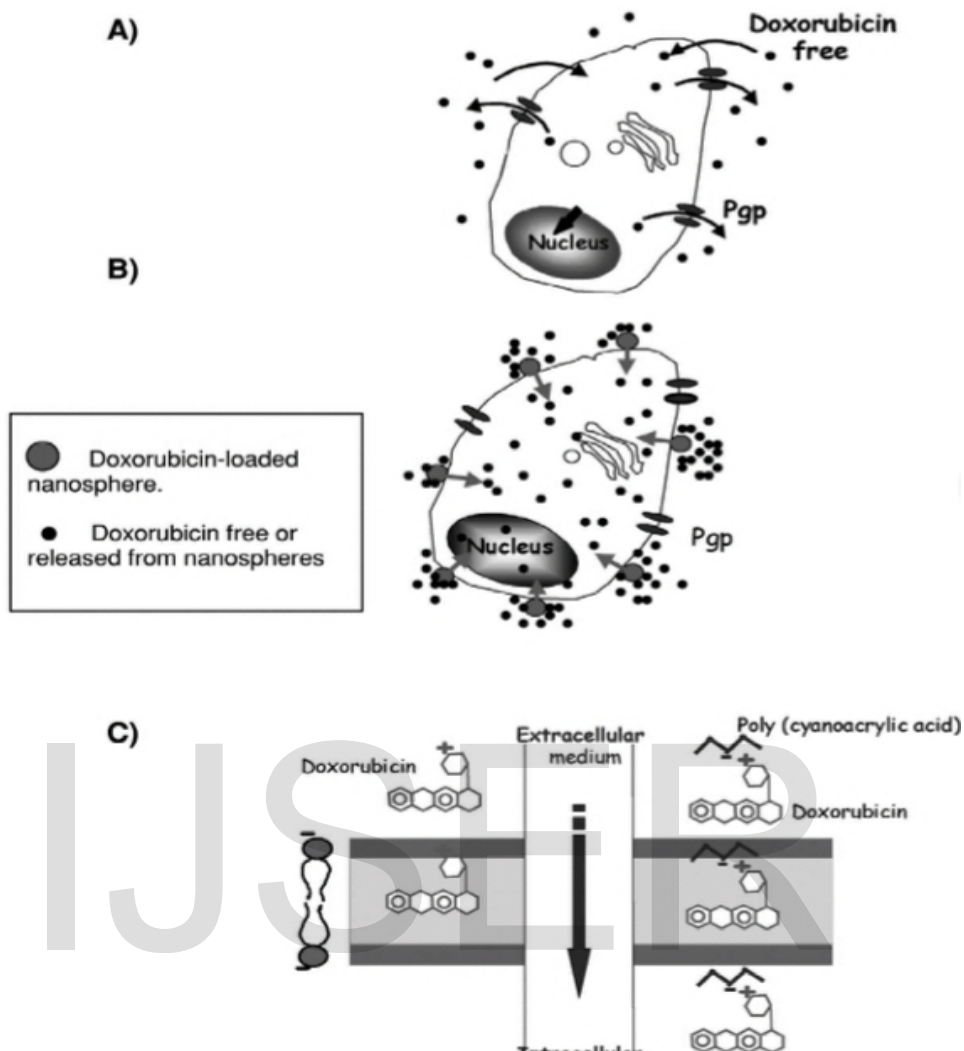 A)
Doxorubicin
free
Pgp
Nucleus
B)
Doxorubicin-loaded
nanosphere.
Doxorubicin free or
released from nanospheres
Nucleus
Pgp
C)
Extracellular
medium
Poly (cyanoacrylic acid)
Doxorubicin
Doxorubicin
IJSER